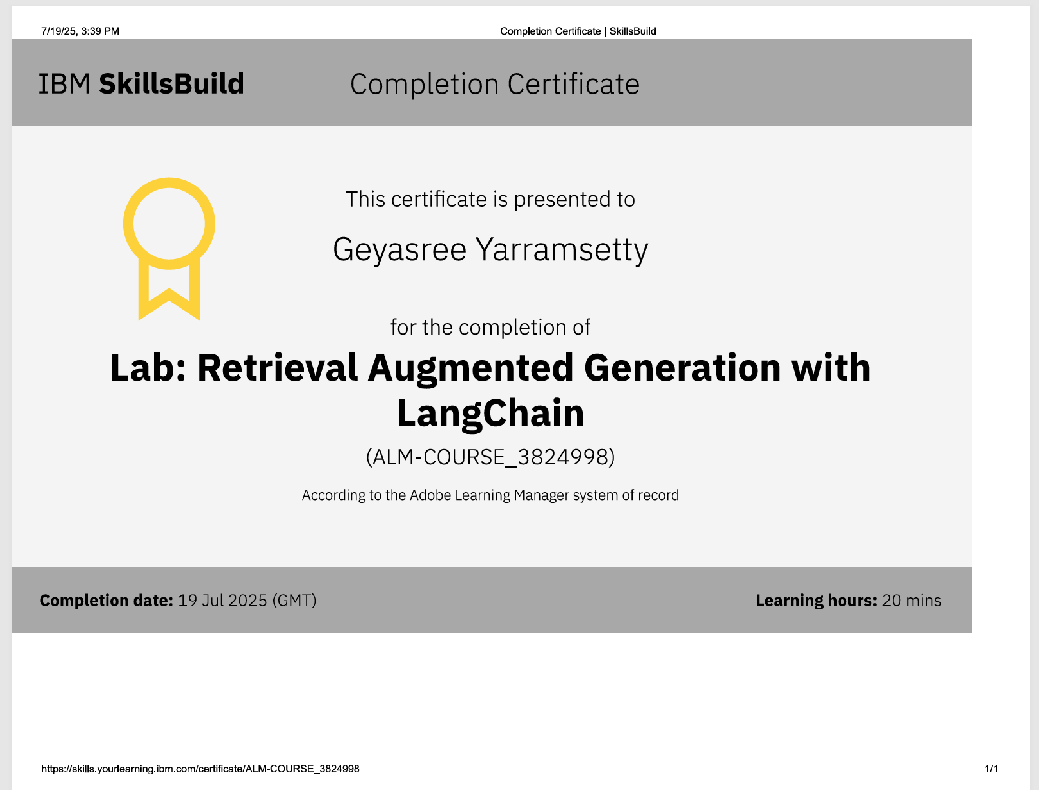 7/19/25, 3:39 PM
Completion Certificate | SkillsBuild
IBM SkillsBuild
Completion Certificate
This certificate is presented to
Geyasree Yarramsetty
for the completion of
Lab: Retrieval Augmented Generation with
LangChain
(ALM-COURSE_3824998)
According to the Adobe Learning Manager system of record
Completion date: 19 Jul 2025 (GMT)
Learning hours: 20 mins
https://skills.yourlearning.ibm.com/certificate/ALM-COURSE_3824998
1/1